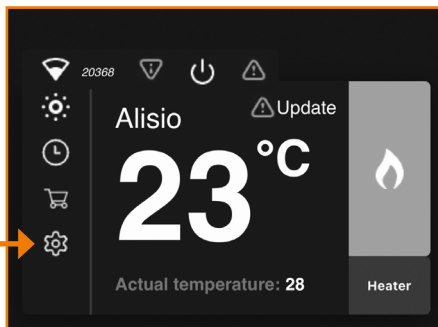 20368
Alisio
Update
23°C
Actual temperature: 28
Heater